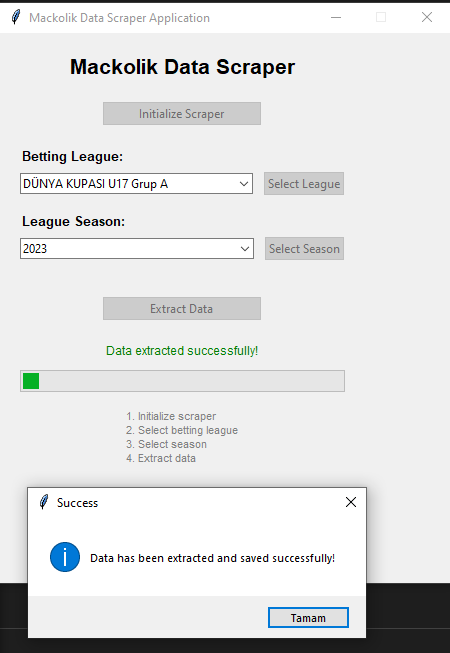 Mackolik Data Scraper Application
Mackolik Data Scraper
Initialize Scraper
Betting League:
DÜNYA KUPASI U17 Grup A
Select League
League Season:
2023
Select Season
Extract Data
Data extracted successfully!
1. Initialize scraper
2. Select betting league
3. Select season
4. Extract data
Success
Data has been extracted and saved successfully!
Tamam